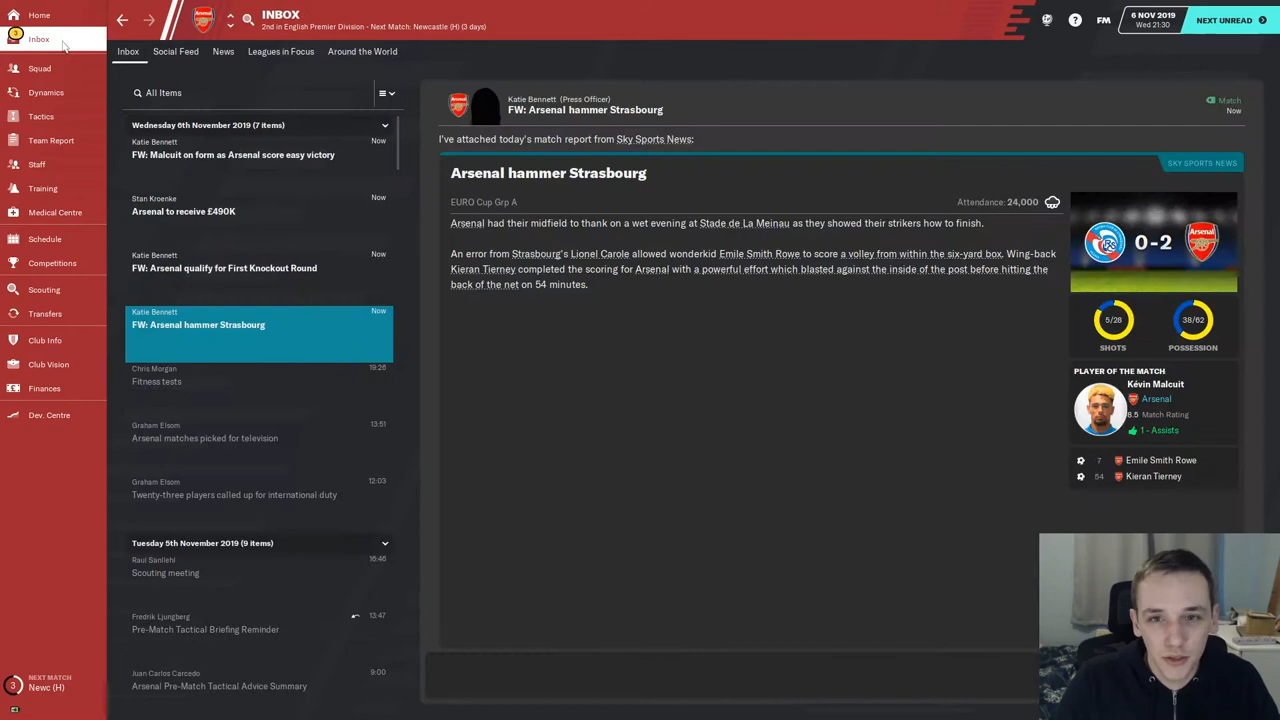 Home
3
Inbox
Squad
Dynamics
Tactics
Team Report
Staff
Training
Medical Centre
Schedule
Competitions
Scouting
Transfers
Club Info
Club Vision
Finances
Dev. Centre
3
NEXT MATCH
Newc (H)
INBOX
2nd in English Premier Division - Next Match: Newcastle (H) (3 days)
?
FM
6 NOV 2019
Wed 21:30
NEXT UNREAD
Inbox
Social Feed
News
Leagues in Focus
Around the World
All Items
Wednesday 6th November 2019 (7 items)
Katie Bennett
Now
FW: Malcuit on form as Arsenal score easy victory
Stan Kroenke
Now
Arsenal to receive £490K
Katie Bennett
Now
FW: Arsenal qualify for First Knockout Round
Katie Bennett
Now
FW: Arsenal hammer Strasbourg
Chris Morgan
19:26
Fitness tests
Graham Elsom
13:51
Arsenal matches picked for television
Graham Elsom
12:03
Twenty-three players called up for international duty
Tuesday 5th November 2019 (9 items)
Raul Sanllehl
16:46
Scouting meeting
Fredrik Ljungberg
13:47
Pre-Match Tactical Briefing Reminder
Juan Carlos Carcedo
9:00
Arsenal Pre-Match Tactical Advice Summary
Katie Bennett (Press Officer)
FW: Arsenal hammer Strasbourg
Match
Now
I've attached today's match report from Sky Sports News:
SKY SPORTS NEWS
Arsenal hammer Strasbourg
EURO Cup Grp A
Attendance: 24,000
Arsenal had their midfield to thank on a wet evening at Stade de La Meinau as they showed their strikers how to finish.
An error from Strasbourg's Lionel Carole allowed wonderkid Emile Smith Rowe to score a volley from within the six-yard box. Wing-back
Kieran Tierney completed the scoring for Arsenal with a powerful effort which blasted against the inside of the post before hitting the
back of the net on 54 minutes.
0-2
5/28
SHOTS
38/62
POSSESSION
PLAYER OF THE MATCH
Kévin Malcuit
Arsenal
8.5 Match Rating
1 - Assists
7 Emile Smith Rowe
54 Kieran Tierney